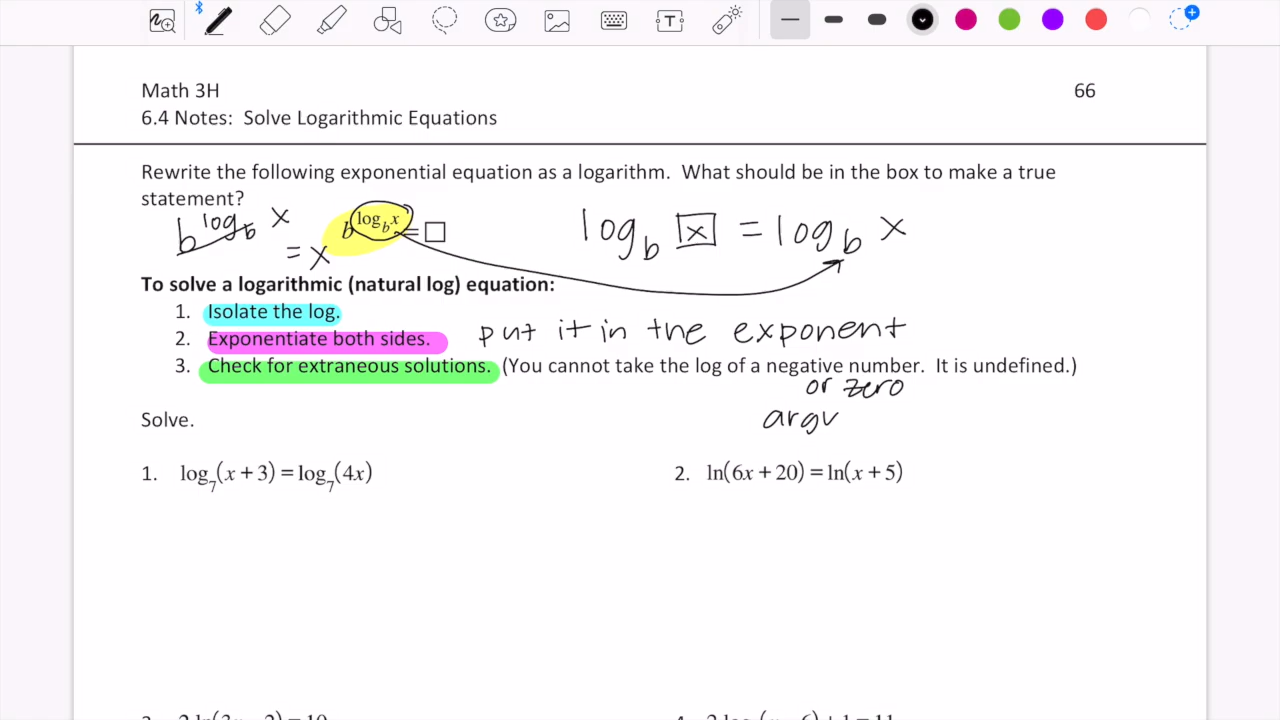 Math 3H 66
6.4 Notes: Solve Logarithmic Equations
Rewrite the following exponential equation as a logarithm. What should be in the box to make a true
statement?
b^log_b x = x
b^log_b x = □
log_b [x] = log_b x
To solve a logarithmic (natural log) equation:
1. Isolate the log.
2. Exponentiate both sides. put it in the exponent
3. Check for extraneous solutions. (You cannot take the log of a negative number. It is undefined.)
or zero
argu
Solve.
1. log_7(x + 3) = log_7(4x)
2. ln(6x + 20) = ln(x + 5)